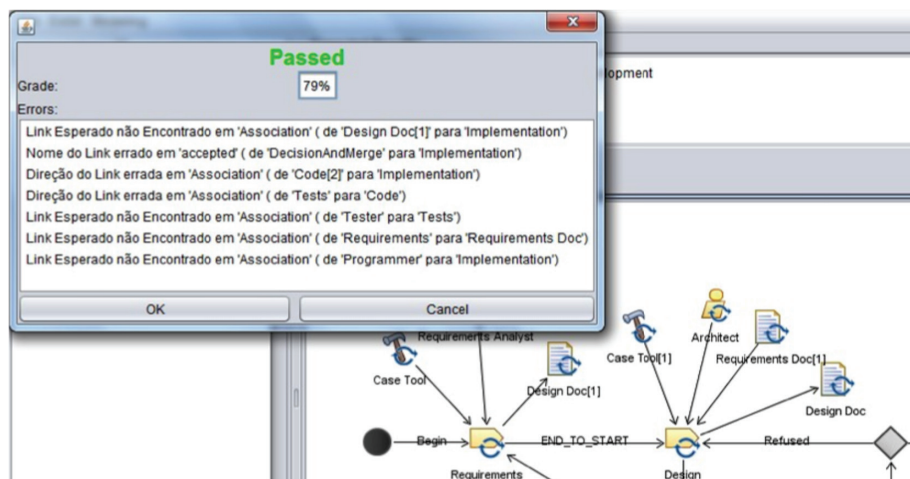 Passed
Grade:
79%
Errors:
Link Esperado não Encontrado em 'Association' ( de 'Design Doc[1]' para 'Implementation')
Nome do Link errado em 'accepted' ( de 'DecisionAndMerge' para 'Implementation')
Direção do Link errada em 'Association' ( de 'Code[2]' para 'Implementation')
Direção do Link errada em 'Association' ( de 'Tests' para 'Code')
Link Esperado não Encontrado em 'Association' ( de 'Tester' para 'Tests')
Link Esperado não Encontrado em 'Association' ( de 'Requirements' para 'Requirements Doc')
Link Esperado não Encontrado em 'Association' ( de 'Programmer' para 'Implementation')
OK
Cancel
lopment
Requirements Analyst
Architect
Case Tool[1]
Requirements Doc[1]
Case Tool
Design Doc[1]
Design Doc
Begin
END_TO_START
Refused
Requirements
Design